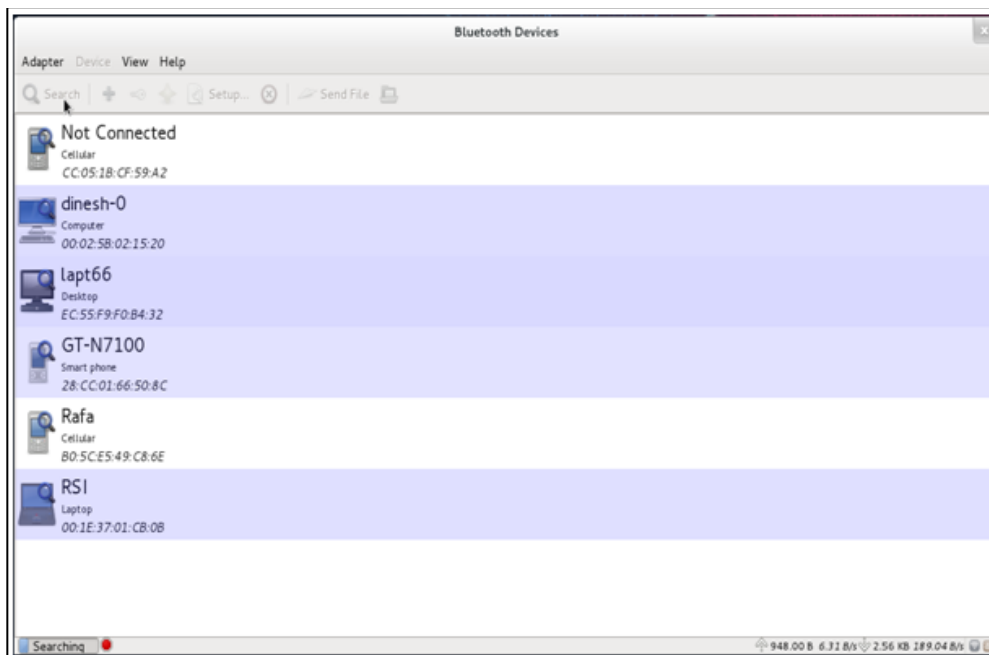 Bluetooth Devices
Adapter Device View Help
Search Setup... Send File
Not Connected
Cellular
CC:05:1B:CF:59:A2
dinesh-0
Computer
00:02:5B:02:15:20
lapt66
Desktop
EC:55:F9:F0:B4:32
GT-N7100
Smart phone
28:CC:01:66:50:8C
Rafa
Cellular
B0:5C:E5:49:C8:6E
RSI
Laptop
00:1E:37:01:CB:0B
Searching 948.00 B 6.31 B/s 2.56 KB 189.04 B/s